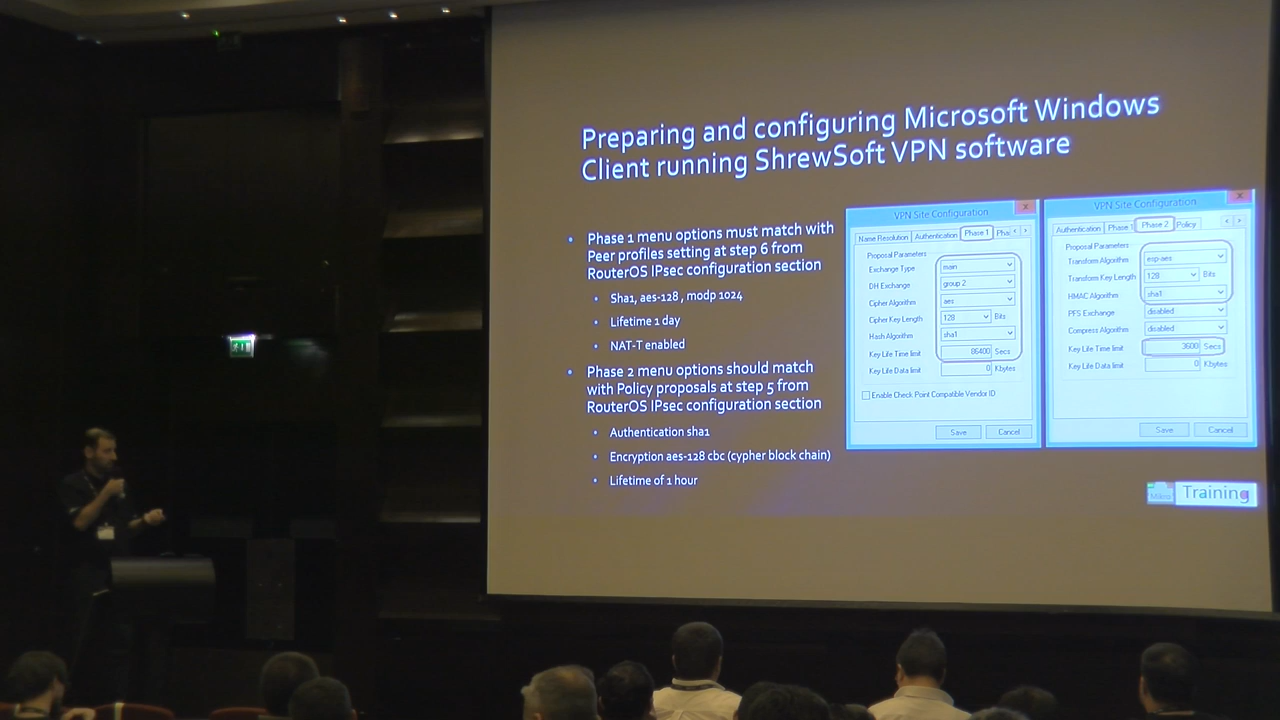 Preparing and configuring Microsoft Windows
Client running ShrewSoft VPN software
• Phase 1 menu options must match with
Peer profiles setting at step 6 from
RouterOS IPsec configuration section
• Sha1, aes-128 , modp 1024
• Lifetime 1 day
• NAT-T enabled
• Phase 2 menu options should match
with Policy proposals at step 5 from
RouterOS IPsec configuration section
• Authentication sha1
• Encryption aes-128 cbc (cypher block chain)
• Lifetime of 1 hour
VPN Site Configuration
Name Resolution Authentication Phase 1 Pha
Proposal Parameters
Exchange Type main
DH Exchange group 2
Cipher Algorithm aes
Cipher Key Length 128 Bits
Hash Algorithm sha1
Key Life Time limit 86400 Secs
Key Life Data limit 0 Kbytes
Enable Check Point Compatible Vendor ID
Save Cancel
VPN Site Configuration
Authentication Phase 1 Phase 2 Policy
Proposal Parameters
Transform Algorithm esp-aes
Transform Key Length 128 Bits
HMAC Algorithm sha1
PFS Exchange disabled
Compress Algorithm disabled
Key Life Time limit 3600 Secs
Key Life Data limit 0 Kbytes
Save Cancel
Mikro Training